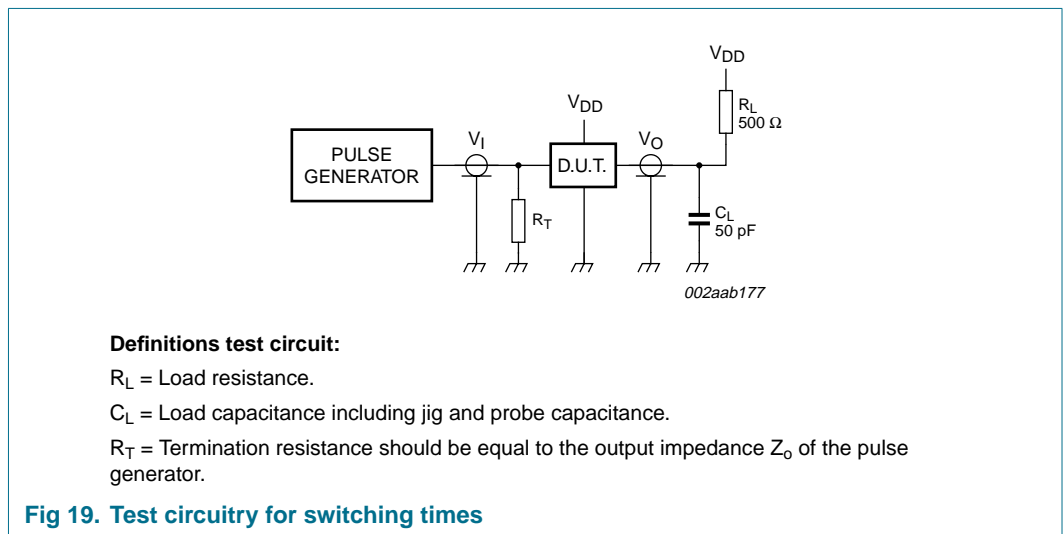 VDD
RL
500 Ω
VDD
VI
VO
PULSE
GENERATOR
D.U.T.
RT
CL
50 pF
002aab177
Definitions test circuit:
RL = Load resistance.
CL = Load capacitance including jig and probe capacitance.
RT = Termination resistance should be equal to the output impedance Zo of the pulse
generator.
Fig 19. Test circuitry for switching times